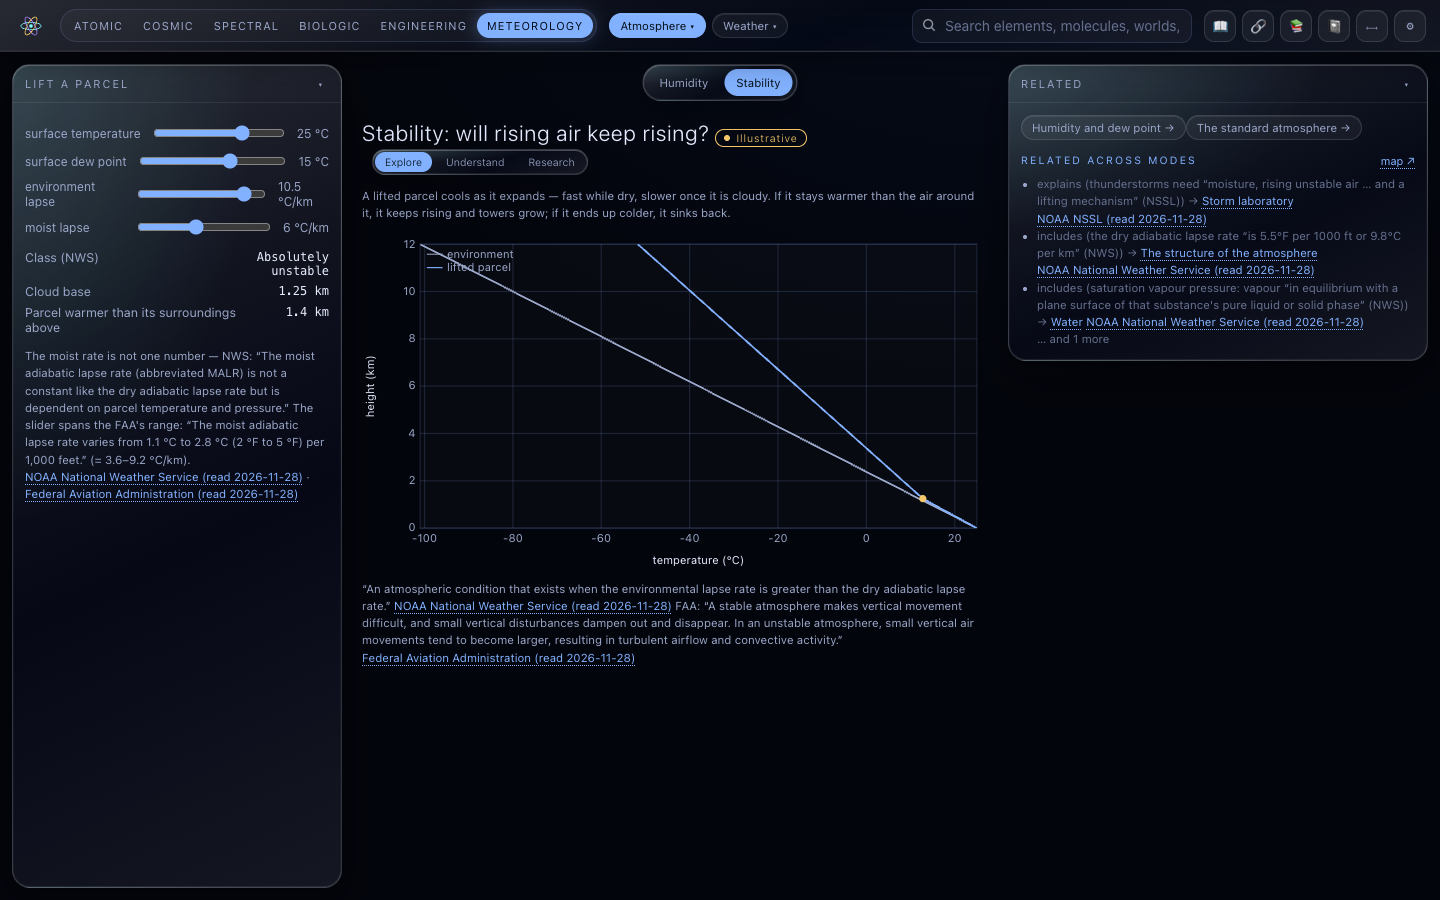 ATOMIC COSMIC SPECTRAL BIOLOGIC ENGINEERING METEOROLOGY Atmosphere ▾ Weather ▾ Search elements, molecules, worlds,
LIFT A PARCEL ▾
surface temperature 25 °C
surface dew point 15 °C
environment lapse 10.5 °C/km
moist lapse 6 °C/km
Class (NWS) Absolutely unstable
Cloud base 1.25 km
Parcel warmer than its surroundings above 1.4 km
The moist rate is not one number — NWS: “The moist
adiabatic lapse rate (abbreviated MALR) is not a
constant like the dry adiabatic lapse rate but is
dependent on parcel temperature and pressure.” The
slider spans the FAA's range: “The moist adiabatic
lapse rate varies from 1.1 °C to 2.8 °C (2 °F to 5 °F) per
1,000 feet.” (= 3.6–9.2 °C/km).
NOAA National Weather Service (read 2026-11-28) ·
Federal Aviation Administration (read 2026-11-28)
Humidity Stability
Stability: will rising air keep rising? Illustrative
Explore Understand Research
A lifted parcel cools as it expands — fast while dry, slower once it is cloudy. If it stays warmer than the air around
it, it keeps rising and towers grow; if it ends up colder, it sinks back.
environment
lifted parcel
12
10
8
6
4
2
0
height (km)
-100 -80 -60 -40 -20 0 20
temperature (°C)
“An atmospheric condition that exists when the environmental lapse rate is greater than the dry adiabatic lapse
rate.” NOAA National Weather Service (read 2026-11-28) FAA: “A stable atmosphere makes vertical movement
difficult, and small vertical disturbances dampen out and disappear. In an unstable atmosphere, small vertical air
movements tend to become larger, resulting in turbulent airflow and convective activity.”
Federal Aviation Administration (read 2026-11-28)
RELATED ▾
Humidity and dew point → The standard atmosphere →
RELATED ACROSS MODES map ↗
• explains (thunderstorms need “moisture, rising unstable air … and a
lifting mechanism” (NSSL)) → Storm laboratory
NOAA NSSL (read 2026-11-28)
• includes (the dry adiabatic lapse rate “is 5.5°F per 1000 ft or 9.8°C
per km” (NWS)) → The structure of the atmosphere
NOAA National Weather Service (read 2026-11-28)
• includes (saturation vapour pressure: vapour “in equilibrium with a
plane surface of that substance's pure liquid or solid phase” (NWS))
→ Water NOAA National Weather Service (read 2026-11-28)
… and 1 more